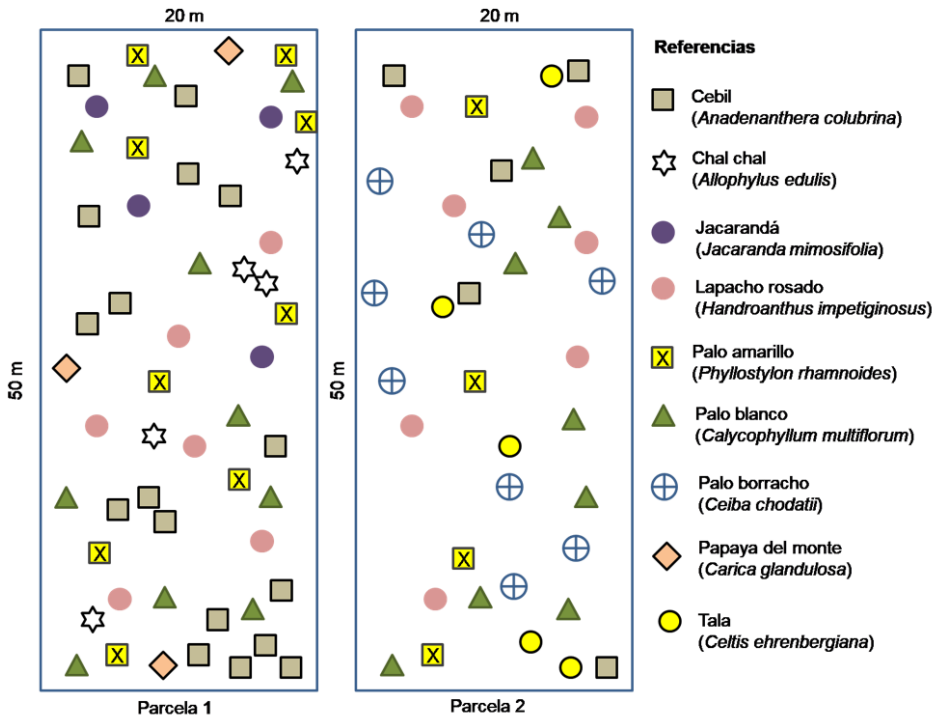 20 m
20 m
50 m
50 m
Parcela 1
Parcela 2
Referencias
Cebil
(Anadenanthera colubrina)
Chal chal
(Allophylus edulis)
Jacarandá
(Jacaranda mimosifolia)
Lapacho rosado
(Handroanthus impetiginosus)
Palo amarillo
(Phyllostylon rhamnoides)
Palo blanco
(Calycophyllum multiflorum)
Palo borracho
(Ceiba chodatii)
Papaya del monte
(Carica glandulosa)
Tala
(Celtis ehrenbergiana)